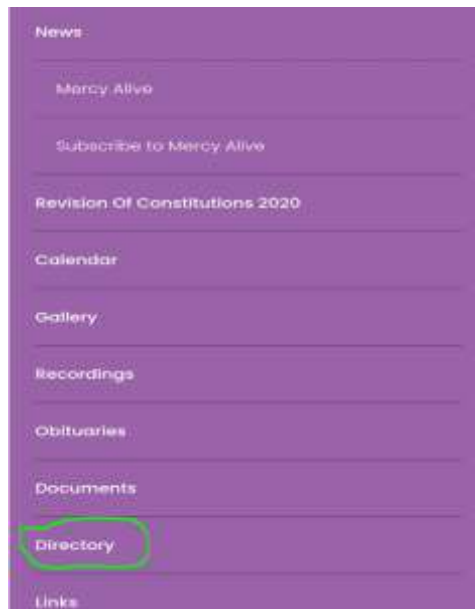 News
Mercy Alive
Subscribe to Mercy Alive
Revision Of Constitutions 2020
Calendar
Gallery
Recordings
Obituaries
Documents
Directory
Links